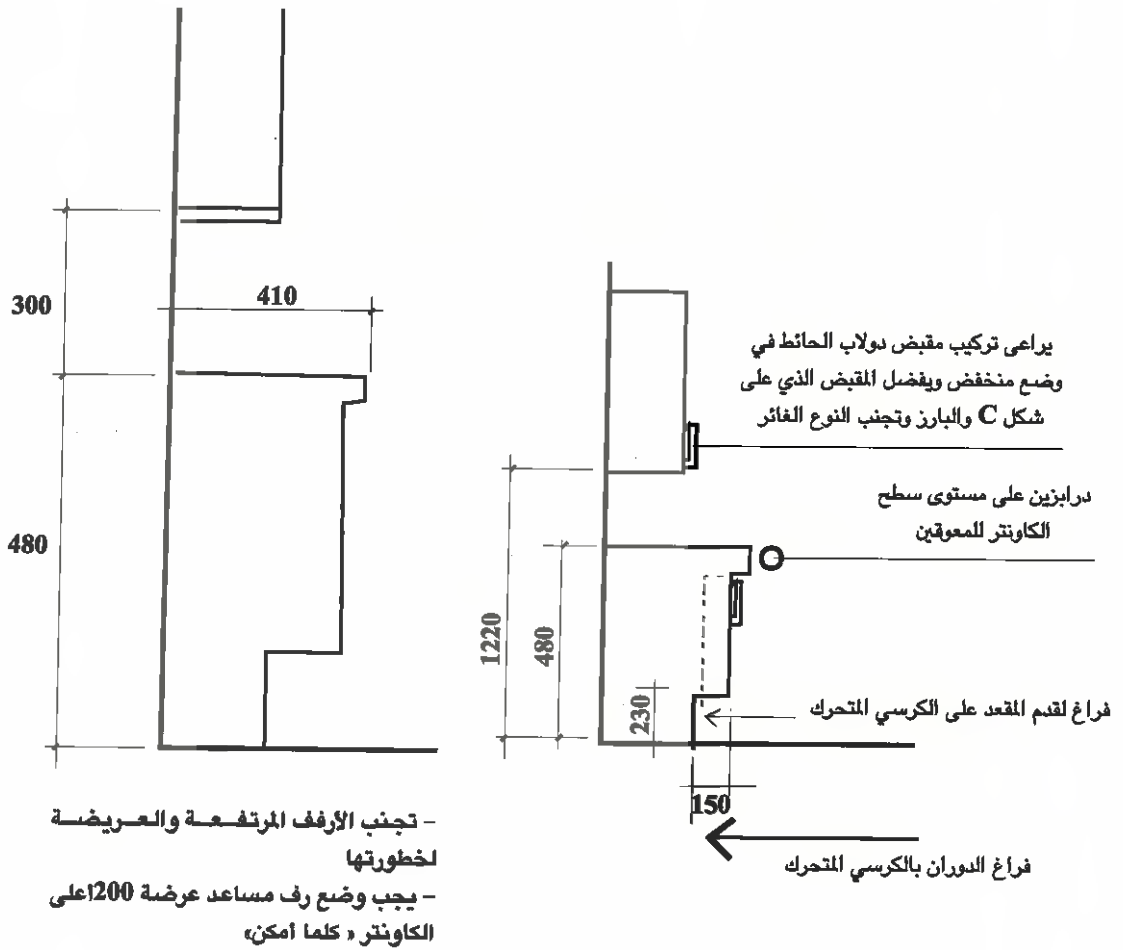 300
410
480
يراعى تركيب مقبض دولاب الحائط في
وضع منخفض ويفضل المقبض الذي على
شكل C والبارز وتجنب النوع الغائر
درابزين على مستوى سطح
الكاونتر للمعوقين
1220
480
230
فراغ لقدم المقعد على الكرسي المتحرك
150
فراغ الدوران بالكرسي المتحرك
– تجنب الأرفف المرتفعة والعريضة
لخطورتها
– يجب وضع رف مساعد عرضة 200اعلى
الكاونتر « كلما أمكن»